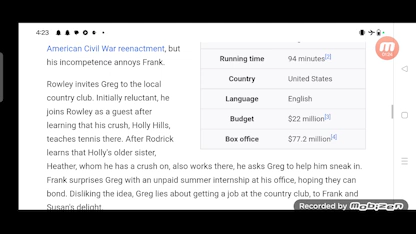 4:23
American Civil War reenactment, but
his incompetence annoys Frank.
Rowley invites Greg to the local
country club. Initially reluctant, he
joins Rowley as a guest after
learning that his crush, Holly Hills,
teaches tennis there. After Rodrick
learns that Holly's older sister,
Heather, whom he has a crush on, also works there, he asks Greg to help him sneak in.
Frank surprises Greg with an unpaid summer internship at his office, hoping they can
bond. Disliking the idea, Greg lies about getting a job at the country club, to Frank and
Susan's delight.
Running time 94 minutes[2]
Country United States
Language English
Budget $22 million[3]
Box office $77.2 million[4]
Recorded by mobizen